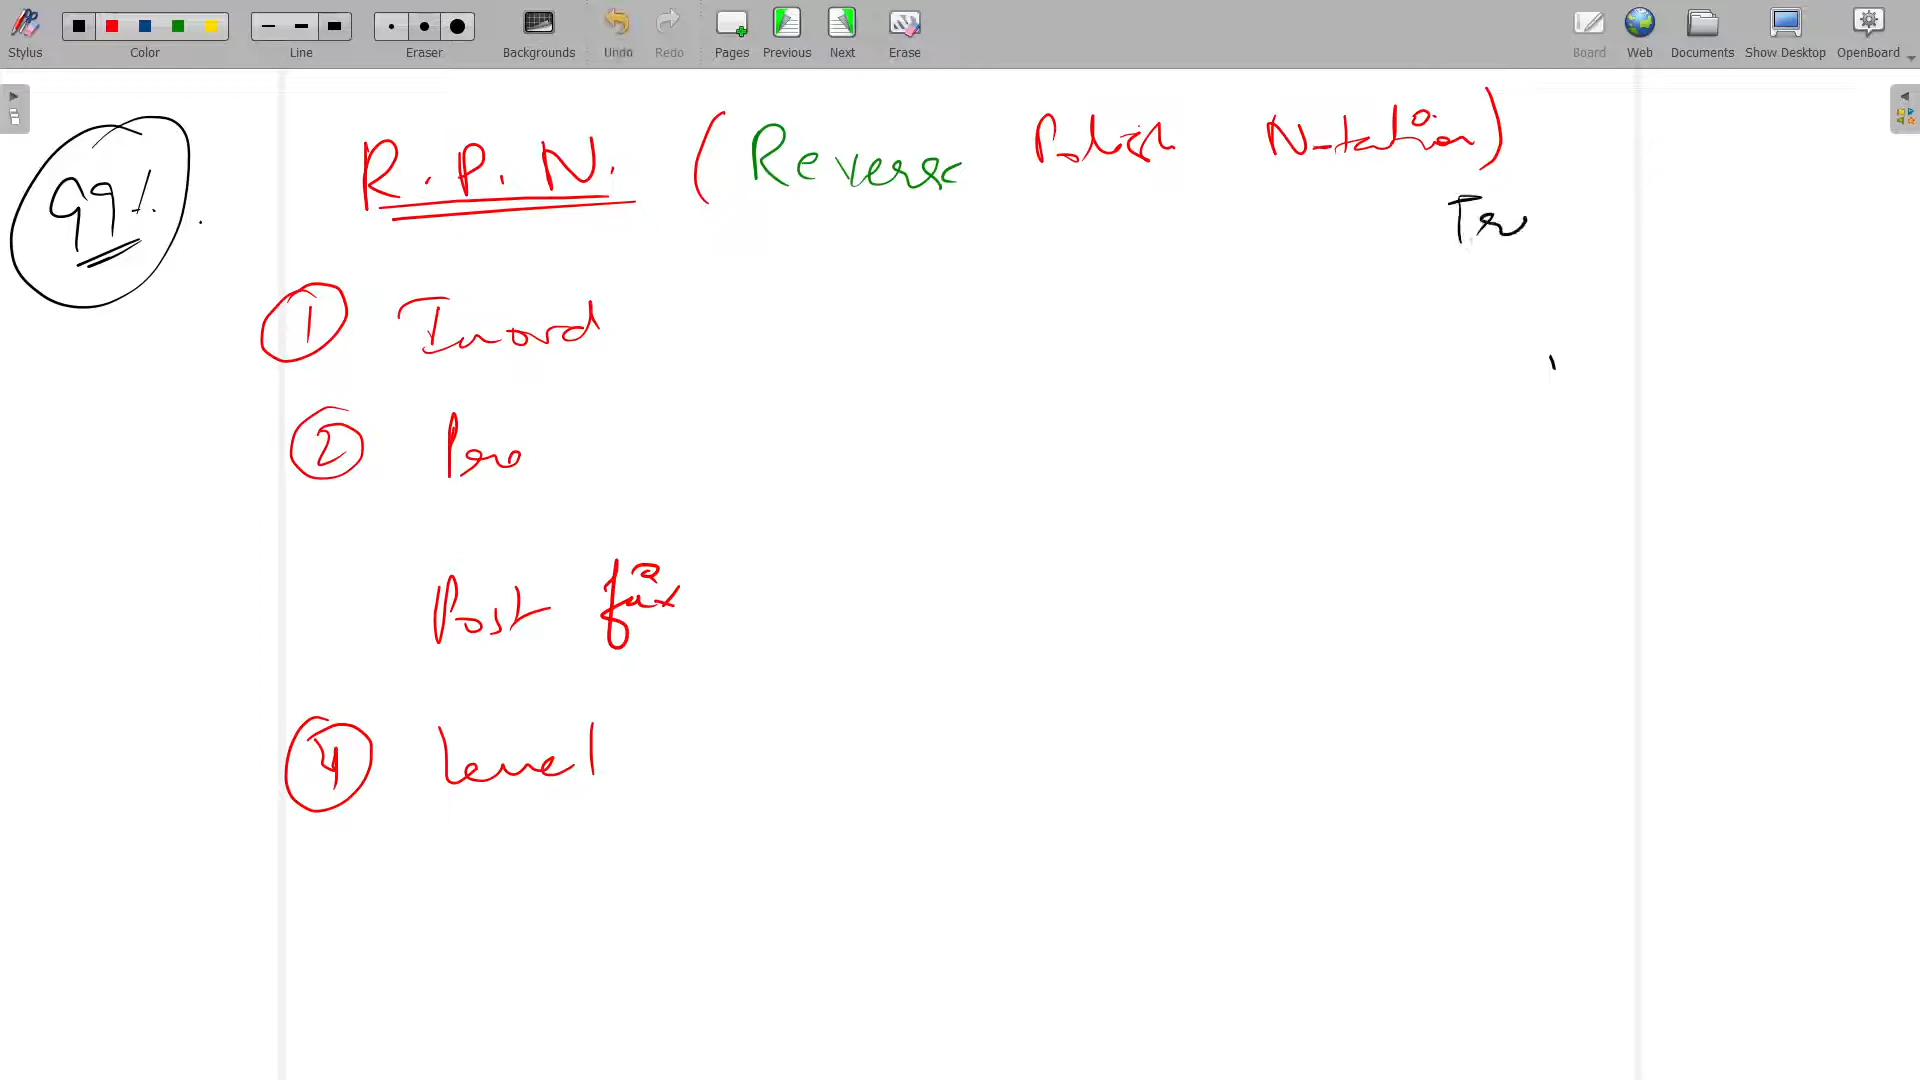 Stylus Color Line Eraser Backgrounds Undo Redo Pages Previous Next Erase Board Web Documents Show Desktop OpenBoard
99%.
R.P.N. (Reverse Polish Notation)
Tr
1 Inord
2 Pre
Post fix
4 Level